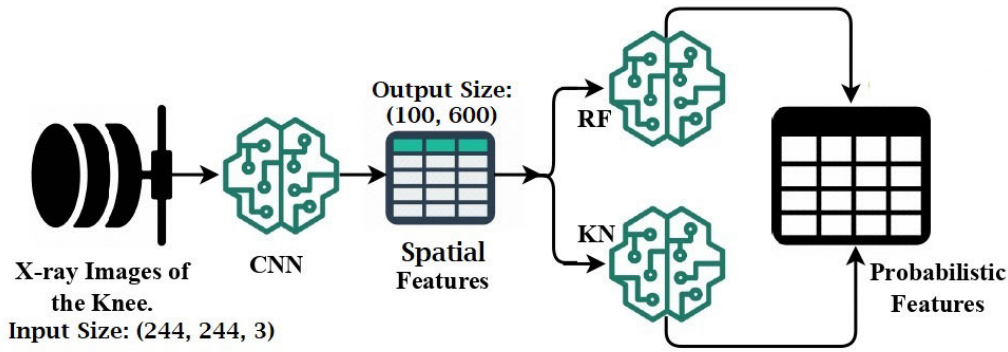 X-ray Images of
the Knee.
Input Size: (244, 244, 3)
CNN
Output Size:
(100, 600)
Spatial
Features
RF
KN
Probabilistic
Features